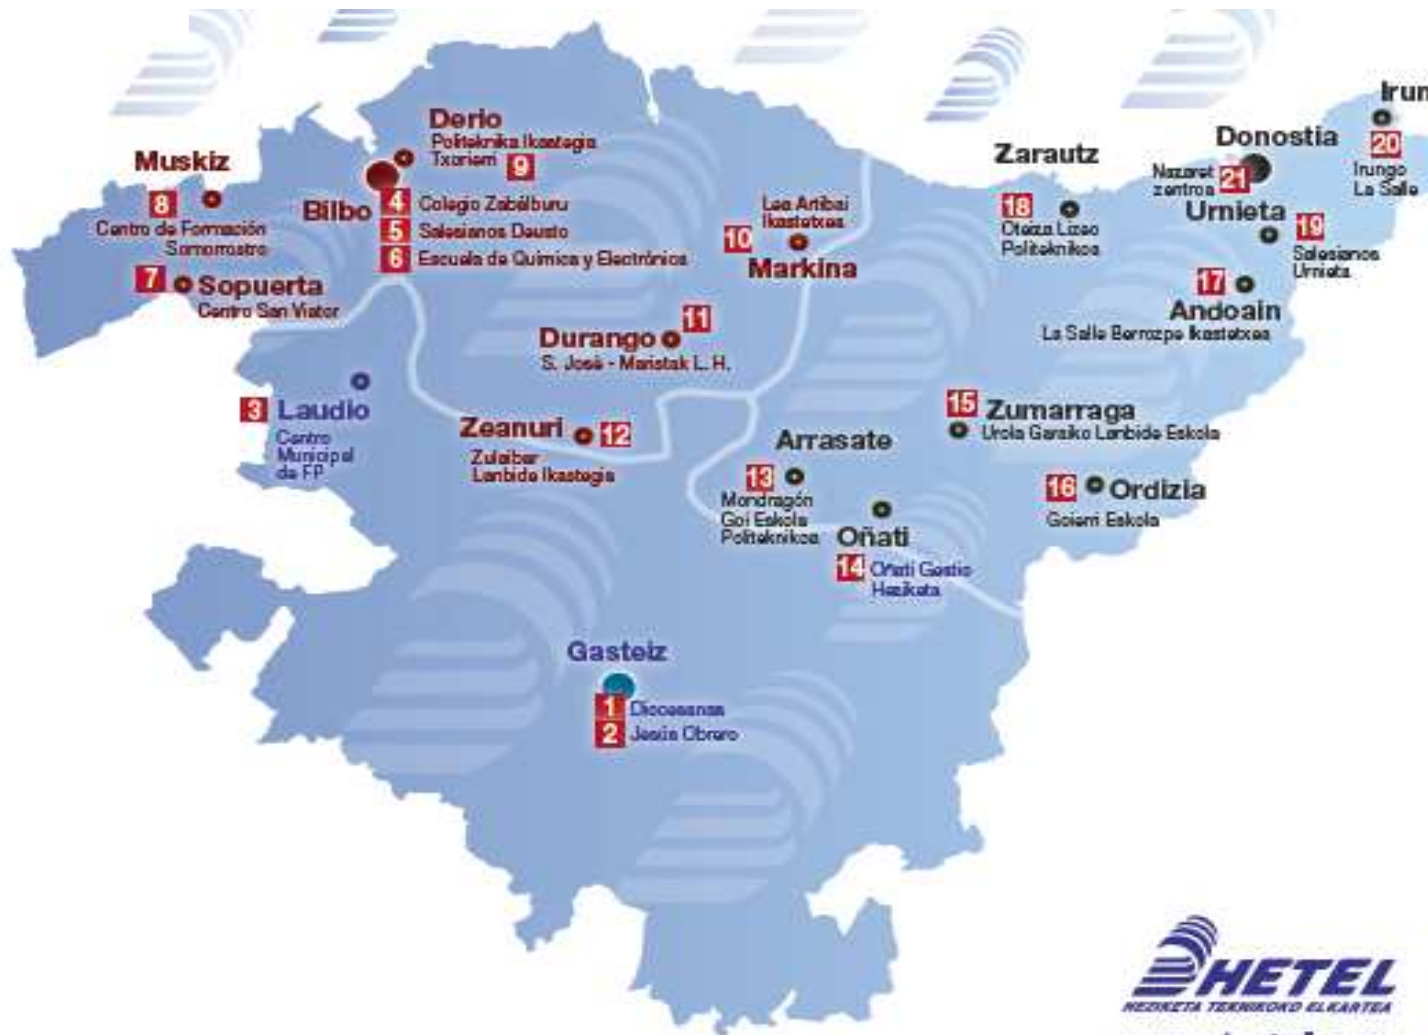 Irun
20
Irungo
La Salle
Donostia
Nazaret
zentroa
21
Urnieta
19
Salesianos
Urnieta
17
Andoain
La Salle Berrozpe Ikastetxea
Zarautz
18
Oteiza Lizeo
Politeknikoa
Derio
Politeknika Ikastegia
Txorierri
9
Muskiz
8
Centro de Formación
Somorrostro
Bilbo
4 Colegio Zabálburu
5 Salesianos Deusto
6 Escuela de Química y Electrónica
7 Sopuerta
Centro San Viator
Lea Artibai
Ikastetxea
10
Markina
11
Durango
S. José - Maristak L. H.
3 Laudio
Centro
Municipal
de FP
Zeanuri 12
Zulaibar
Lanbide Ikastegia
15 Zumarraga
Urola Garaiko Lanbide Eskola
Arrasate
13
Mondragón
Goi Eskola
Politeknikoa
16 Ordizia
Goierri Eskola
Oñati
14 Oñati Gestio
Heziketa
Gasteiz
1 Diocesanas
2 Jesús Obrero
HETEL
HEZIKETA TEKNIKOKO ELKARTEA